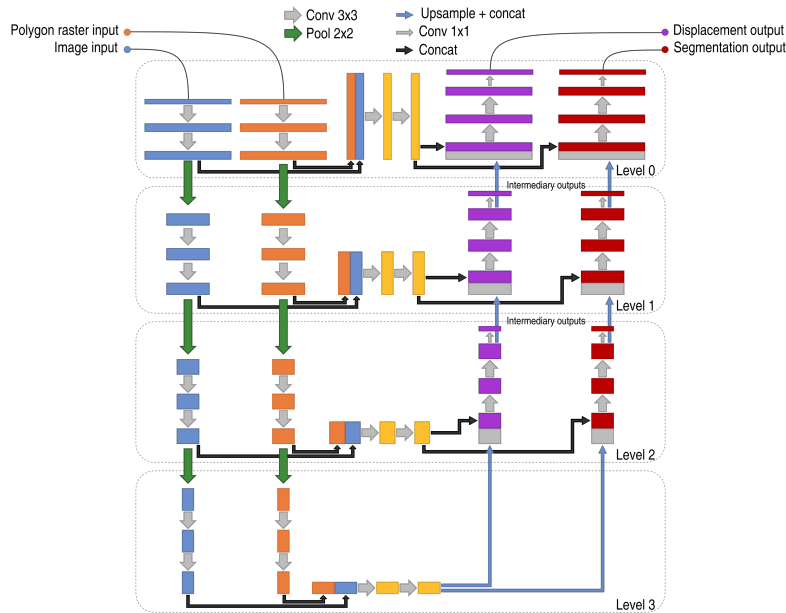 Polygon raster input
Image input
Conv 3x3
Pool 2x2
Upsample + concat
Conv 1x1
Concat
Displacement output
Segmentation output
Level 0
Intermediary outputs
Level 1
Intermediary outputs
Level 2
Level 3